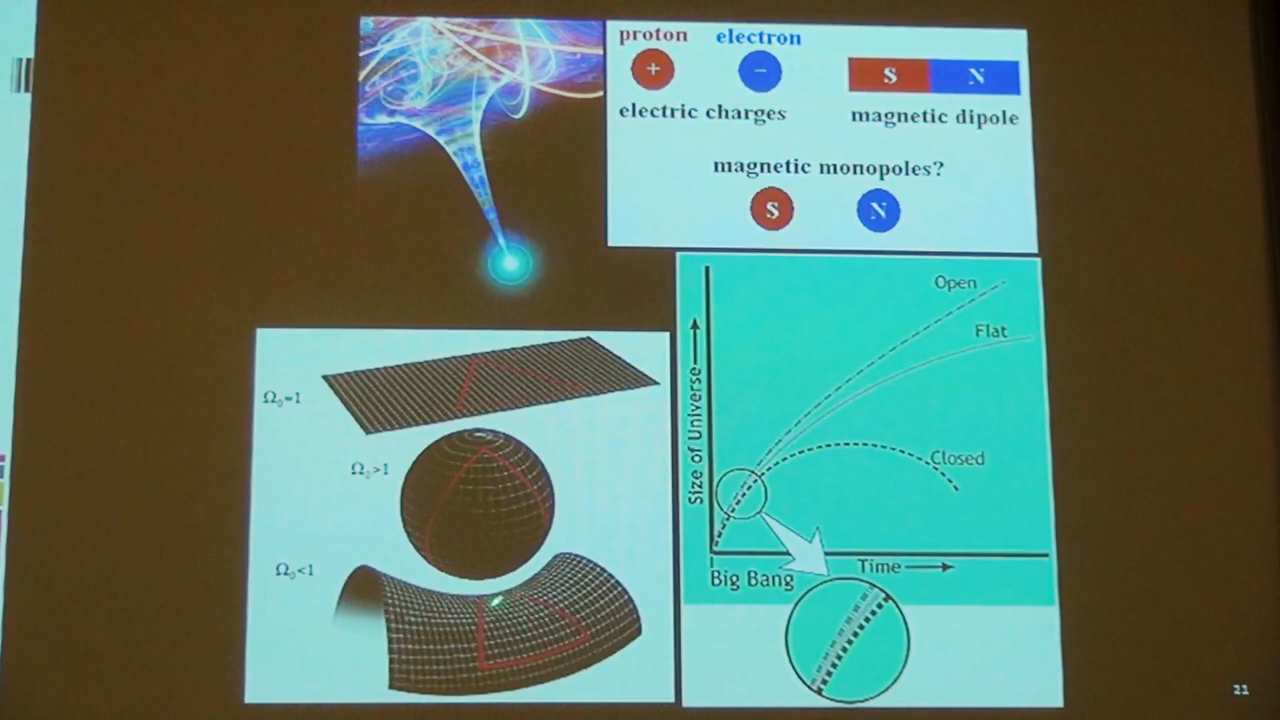 proton electron
+ − S N
electric charges magnetic dipole
magnetic monopoles?
S N
Ω₀=1
Ω₀>1
Ω₀<1
Open
Flat
Closed
Size of Universe
Time
Big Bang
21